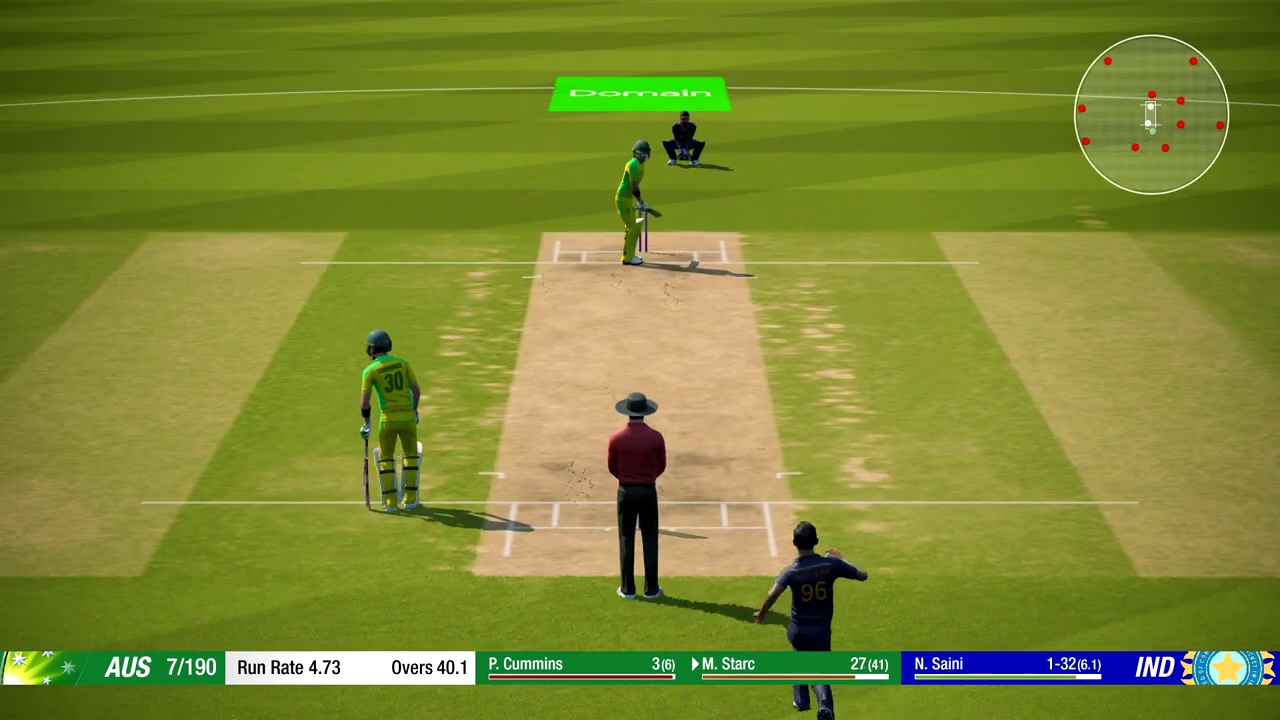 Domain
30
96
AUS 7/190
Run Rate 4.73 Overs 40.1
P. Cummins 3(6)
M. Starc 27(41)
N. Saini 1-32(6.1)
IND